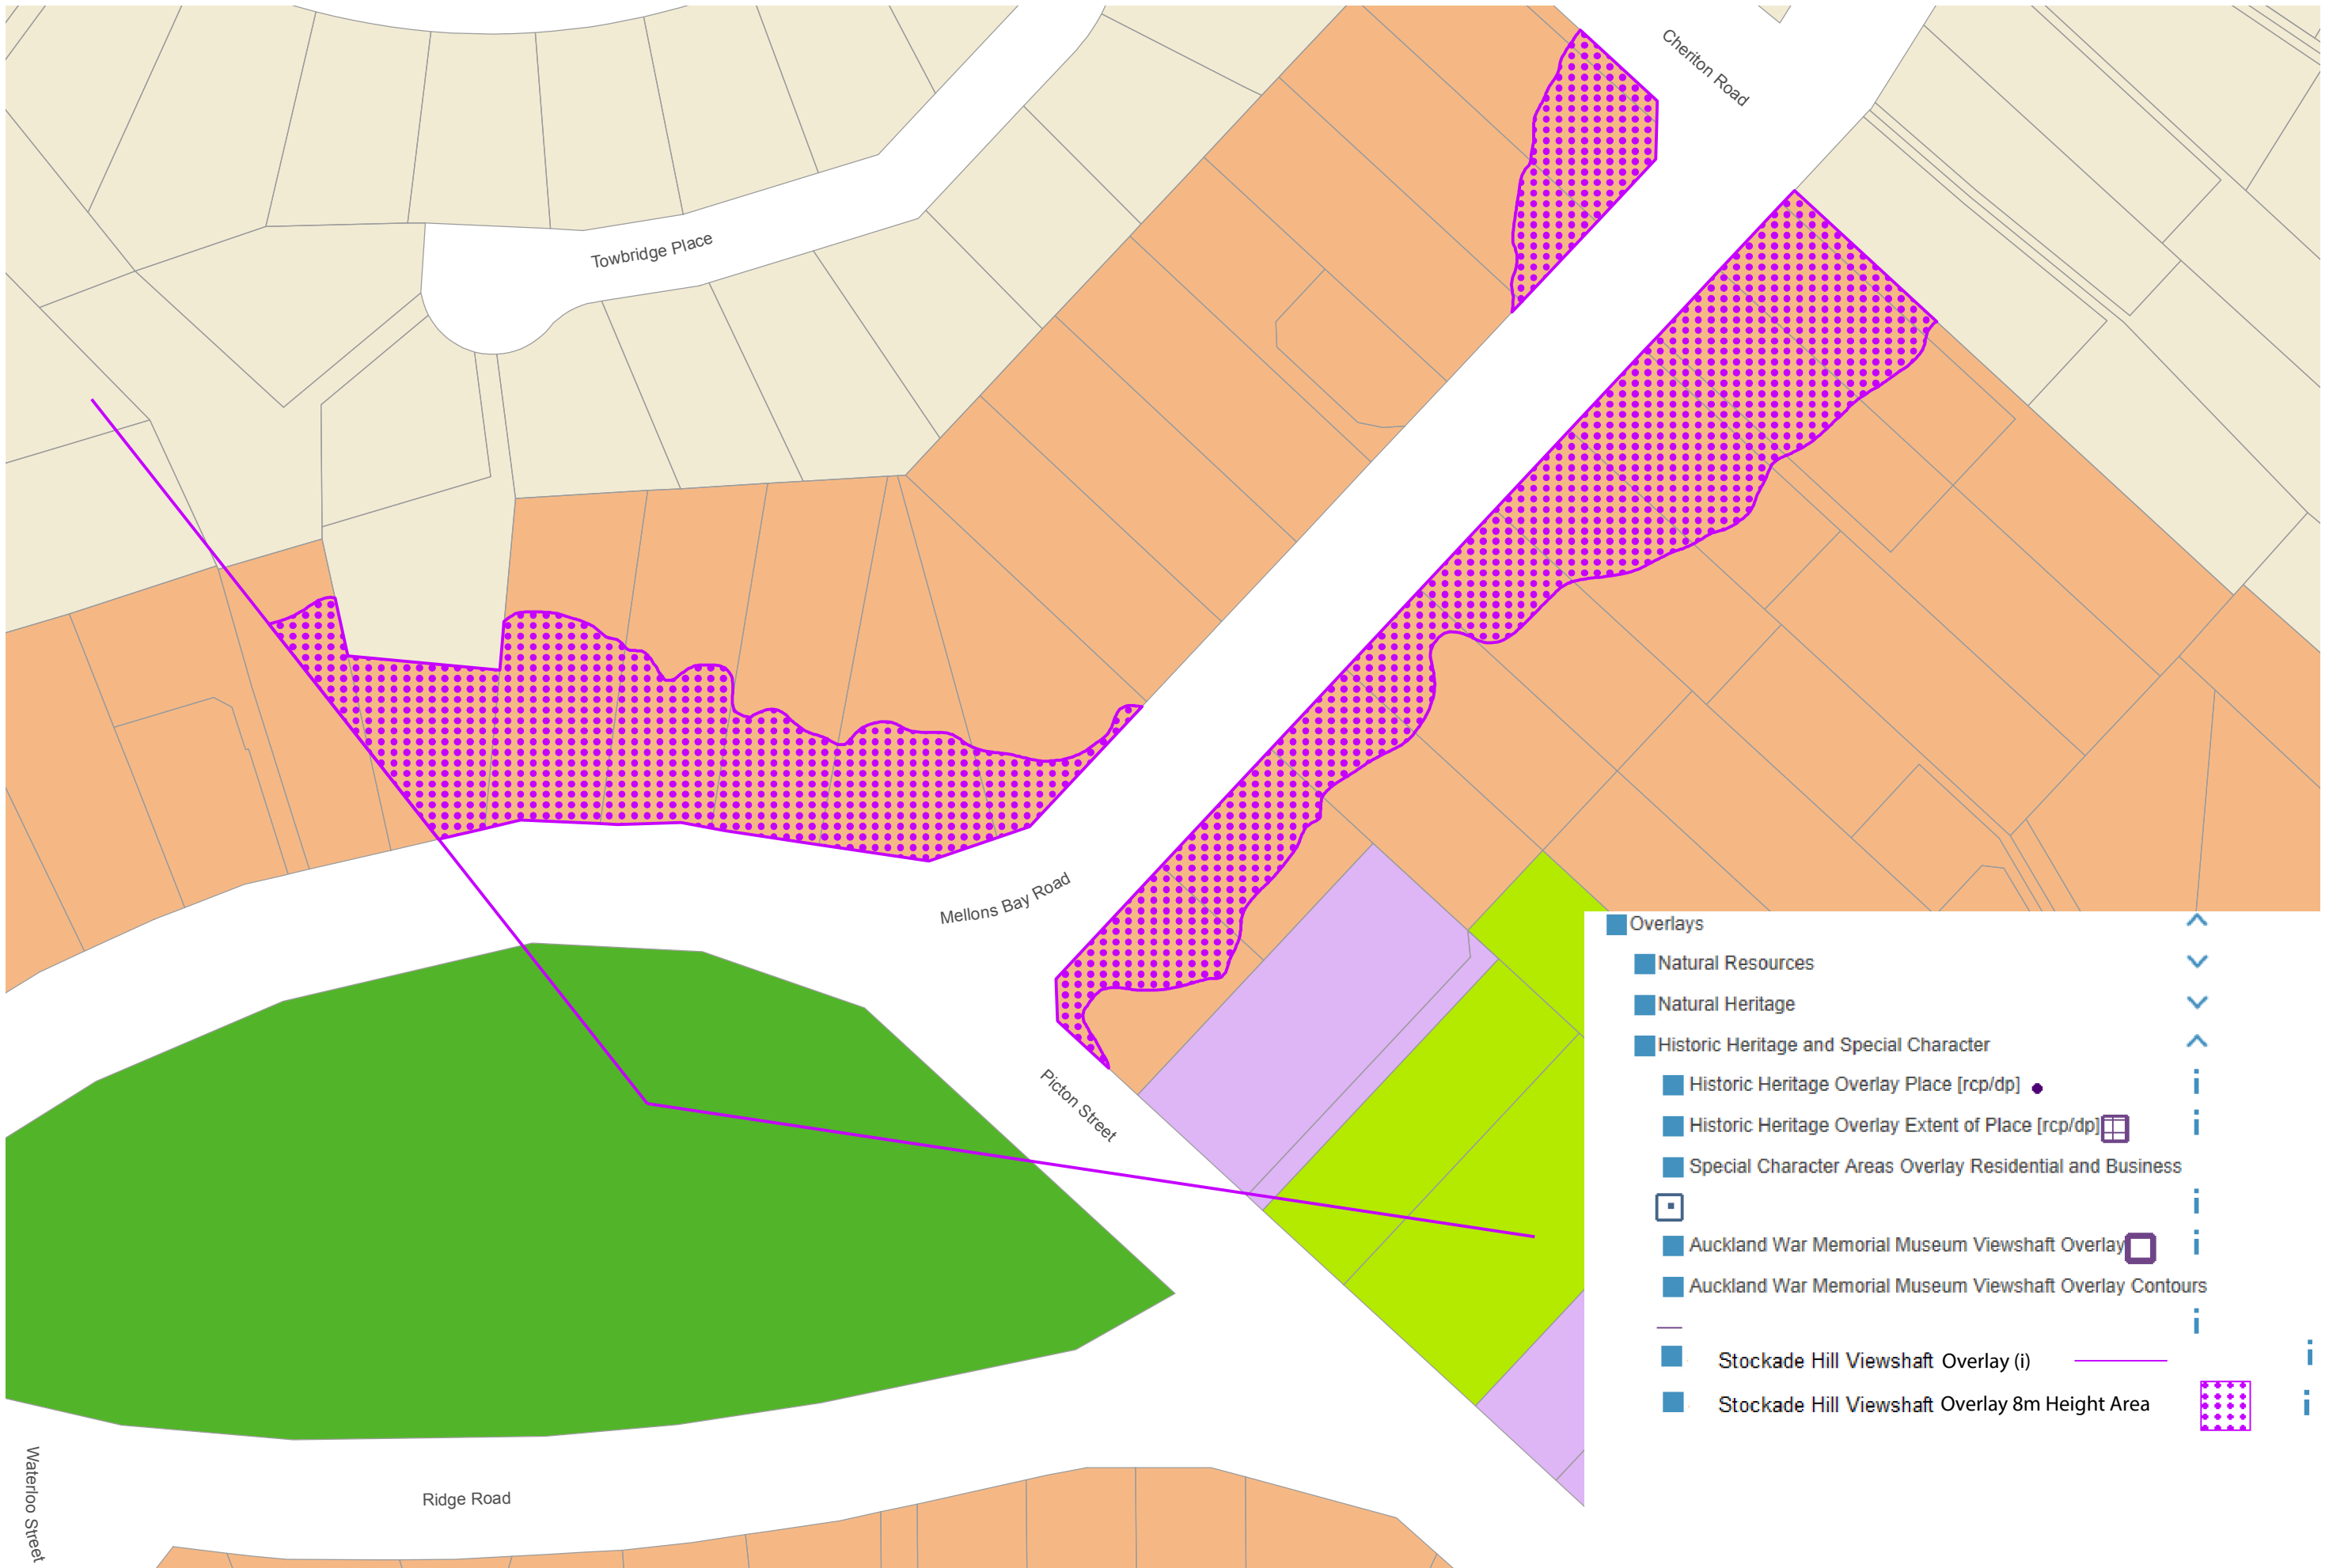 Cheriton Road
Towbridge Place
Mellons Bay Road
Picton Street
Ridge Road
Waterloo Street
Overlays
Natural Resources
Natural Heritage
Historic Heritage and Special Character
Historic Heritage Overlay Place [rcp/dp]
Historic Heritage Overlay Extent of Place [rcp/dp]
Special Character Areas Overlay Residential and Business
Auckland War Memorial Museum Viewshaft Overlay
Auckland War Memorial Museum Viewshaft Overlay Contours
Stockade Hill Viewshaft Overlay (i)
Stockade Hill Viewshaft Overlay 8m Height Area